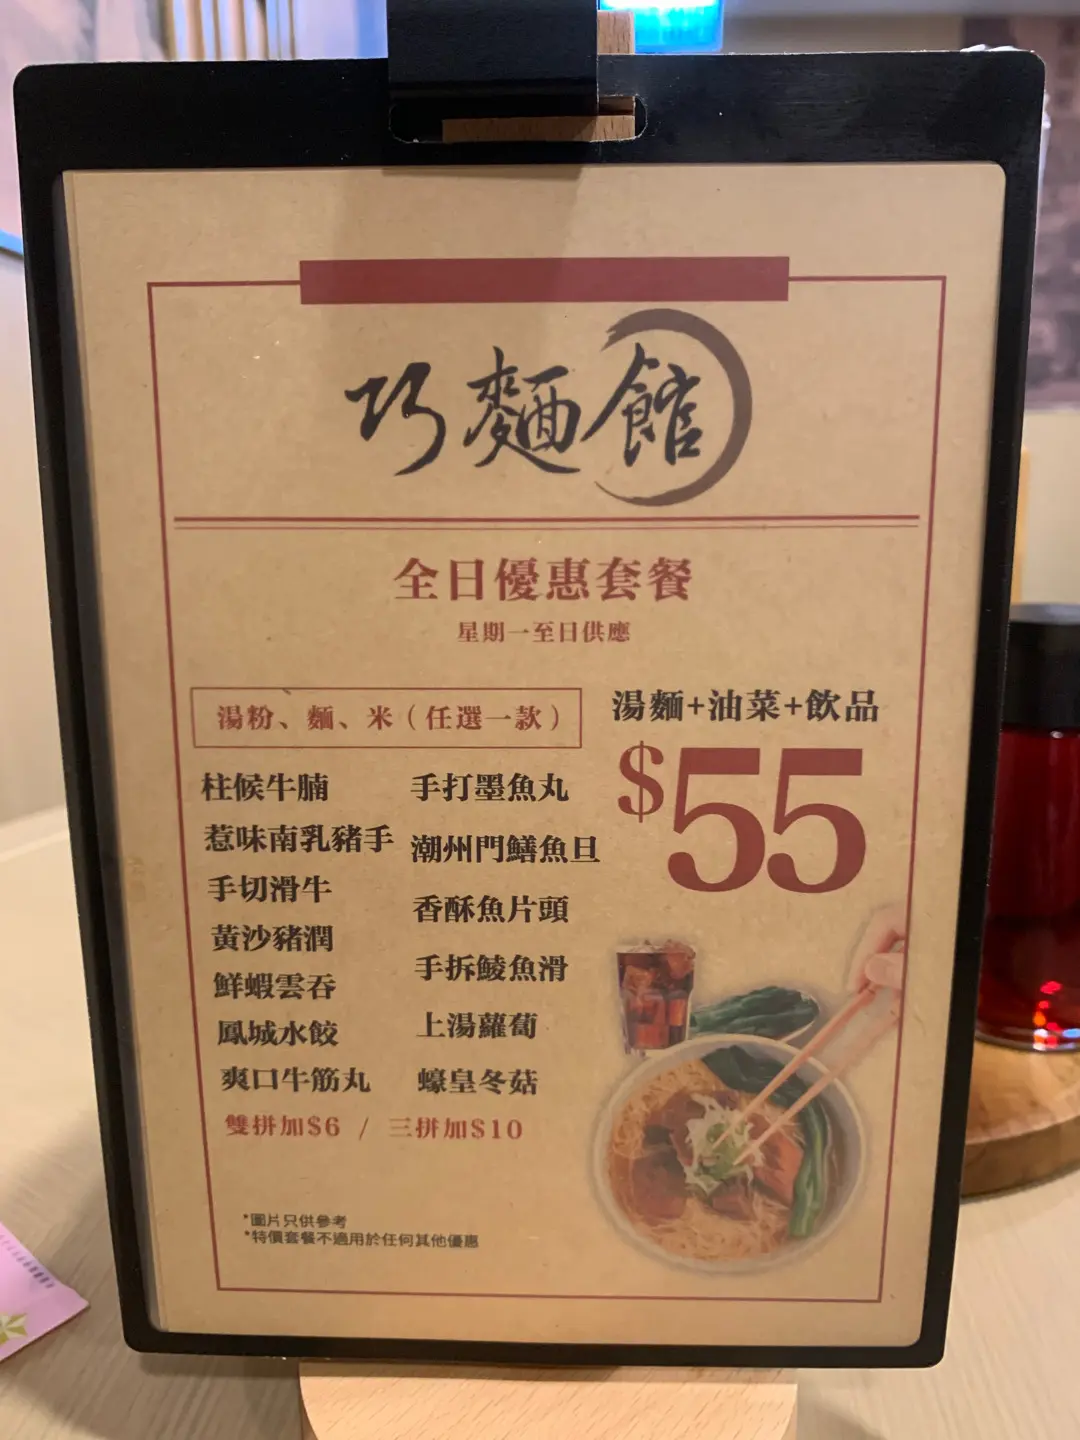 巧麵館
全日優惠套餐
星期一至日供應
湯粉、麵、米（任選一款）
柱候牛腩
惹味南乳豬手
手切滑牛
黃沙豬潤
鮮蝦雲吞
鳳城水餃
爽口牛筋丸
手打墨魚丸
潮州門鱔魚旦
香酥魚片頭
手拆鯪魚滑
上湯蘿蔔
蠔皇冬菇
雙拼加$6 / 三拼加$10
湯麵+油菜+飲品
$55
*圖片只供參考
*特價套餐不適用於任何其他優惠